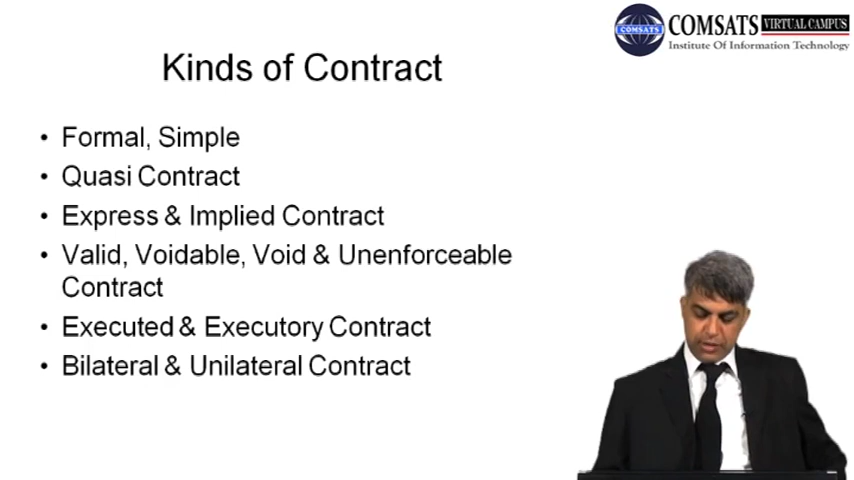 COMSATS VIRTUAL CAMPUS
COMSATS
Institute Of Information Technology
Kinds of Contract
• Formal, Simple
• Quasi Contract
• Express & Implied Contract
• Valid, Voidable, Void & Unenforceable
Contract
• Executed & Executory Contract
• Bilateral & Unilateral Contract